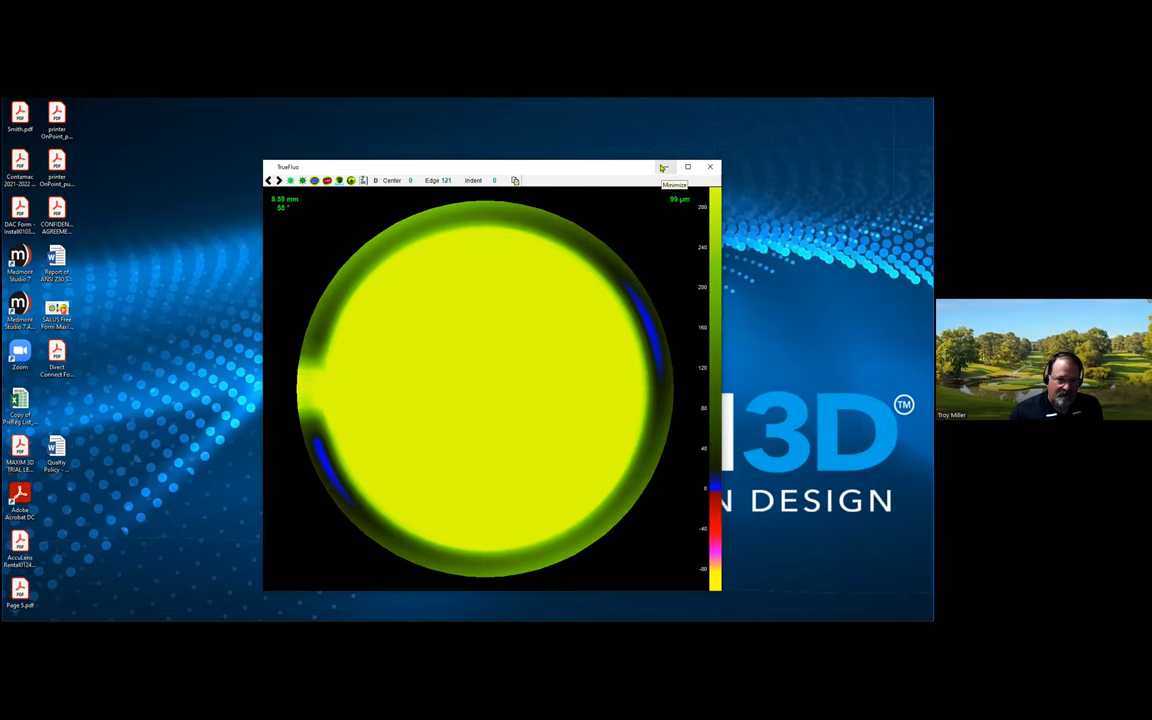 Smith.pdf
printer
OnPoint_p...
Contamac
2021-2022 ...
printer
OnPoint_pu...
DAC Form -
Install0103...
CONFIDEN...
AGREEME...
Medmont
Studio 7
Report of
ANSI Z80 S...
Medmont
Studio 7 A...
SALUS Free
Form Maxi...
Zoom
Direct
Connect Fo...
Copy of
PreReg List_...
MAXIM 3D
TRIAL LE...
Quality
Policy - ...
Adobe
Acrobat DC
AccuLens
Rental0124...
Page 5.pdf
TrueFluo
D Center 0 Edge 121 Indent 0
Minimize
8.59 mm
55 °
99 µm
280
240
200
160
120
80
40
0
-40
-80
3D™
N DESIGN
Troy Miller